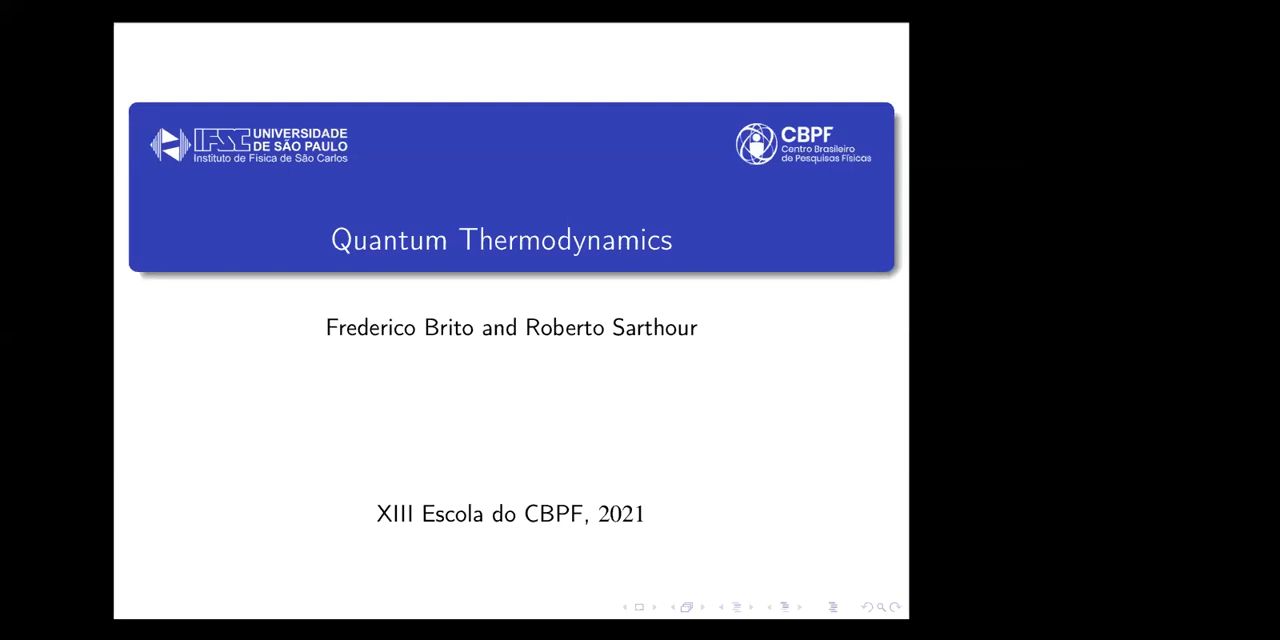 IFSC UNIVERSIDADE
DE SÃO PAULO
Instituto de Física de São Carlos
CBPF
Centro Brasileiro
de Pesquisas Físicas
Quantum Thermodynamics
Frederico Brito and Roberto Sarthour
XIII Escola do CBPF, 2021